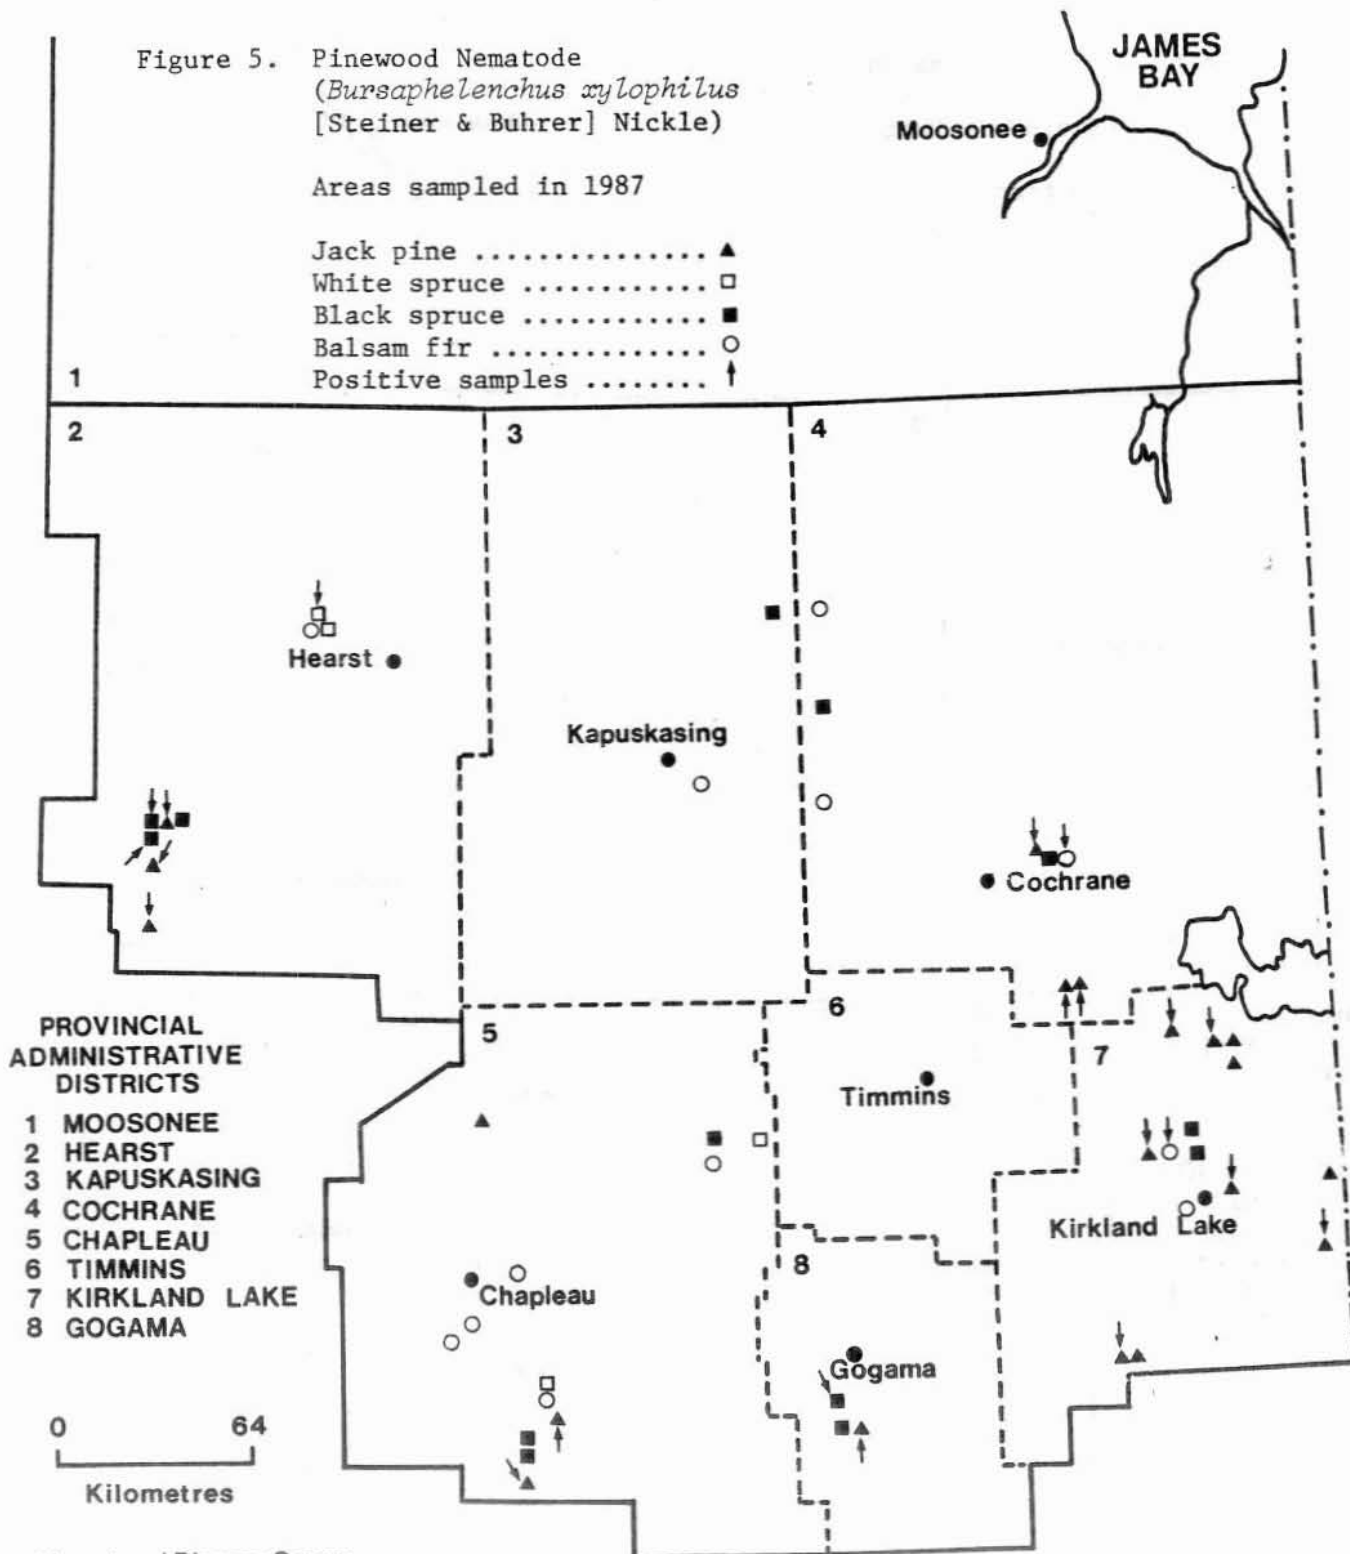 Figure 5. Pinewood Nematode
(Bursaphelenchus xylophilus
[Steiner & Buhrer] Nickle)
Areas sampled in 1987
Jack pine ............... ▲
White spruce ............ □
Black spruce ............ ■
Balsam fir .............. ○
Positive samples ........ ↑
JAMES
BAY
Moosonee
1
2
3
4
Hearst
Kapuskasing
Cochrane
5
6
7
Timmins
Kirkland Lake
8
Chapleau
Gogama
PROVINCIAL
ADMINISTRATIVE
DISTRICTS
1 MOOSONEE
2 HEARST
3 KAPUSKASING
4 COCHRANE
5 CHAPLEAU
6 TIMMINS
7 KIRKLAND LAKE
8 GOGAMA
0 64
Kilometres